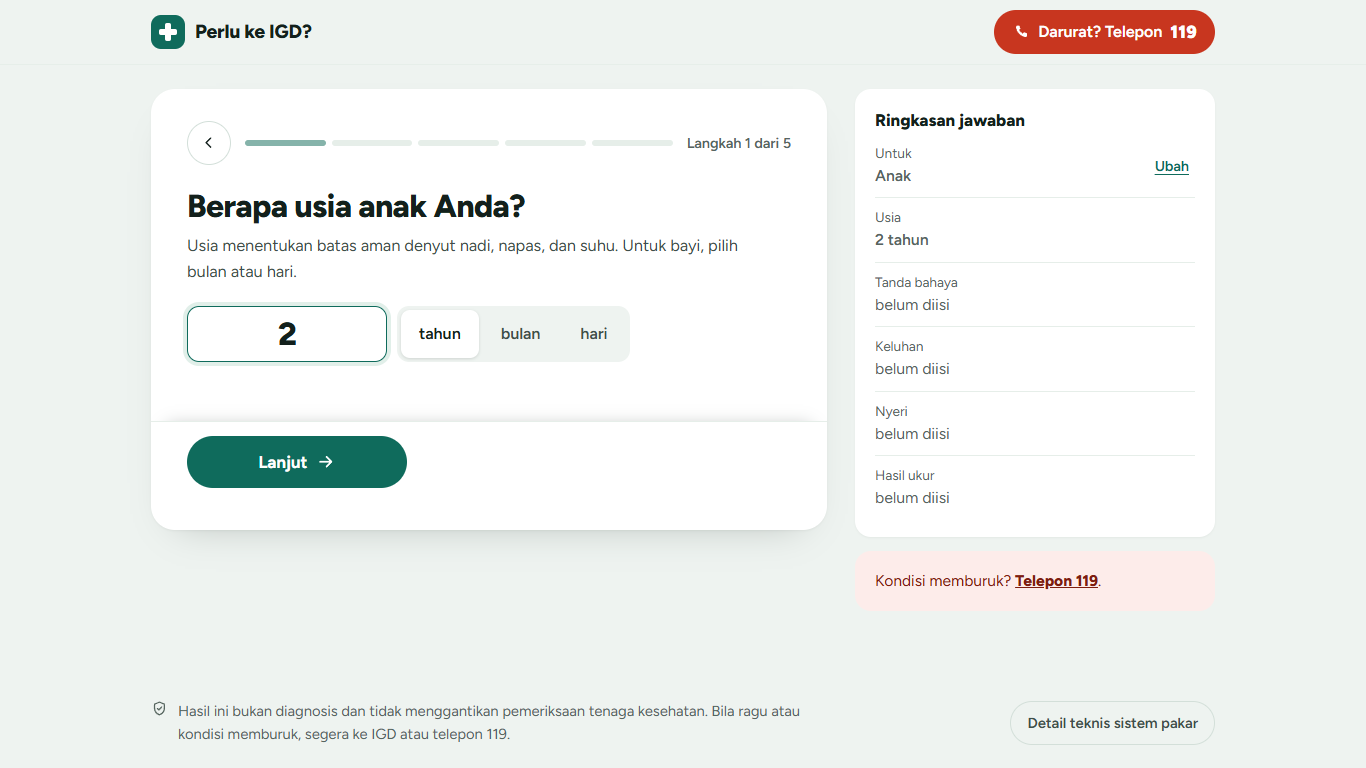 Perlu ke IGD?
Darurat? Telepon 119
Langkah 1 dari 5
Berapa usia anak Anda?
Usia menentukan batas aman denyut nadi, napas, dan suhu. Untuk bayi, pilih
bulan atau hari.
2
tahun
bulan
hari
Lanjut
Ringkasan jawaban
Untuk
Anak
Ubah
Usia
2 tahun
Tanda bahaya
belum diisi
Keluhan
belum diisi
Nyeri
belum diisi
Hasil ukur
belum diisi
Kondisi memburuk? Telepon 119.
Hasil ini bukan diagnosis dan tidak menggantikan pemeriksaan tenaga kesehatan. Bila ragu atau
kondisi memburuk, segera ke IGD atau telepon 119.
Detail teknis sistem pakar